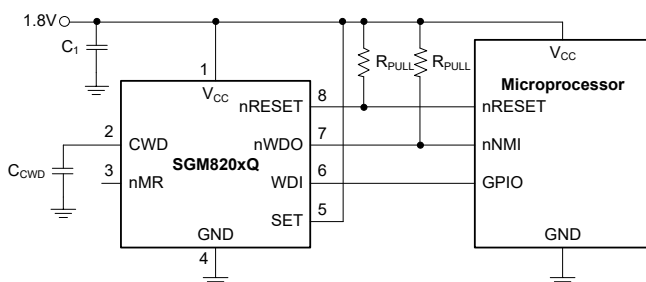 1.8V
C1
1
VCC
RPULL
RPULL
VCC
Microprocessor
nRESET
8
nRESET
2
CWD
nWDO
7
nNMI
SGM820xQ
CCWD
3
nMR
WDI
6
GPIO
SET
5
GND
4
GND